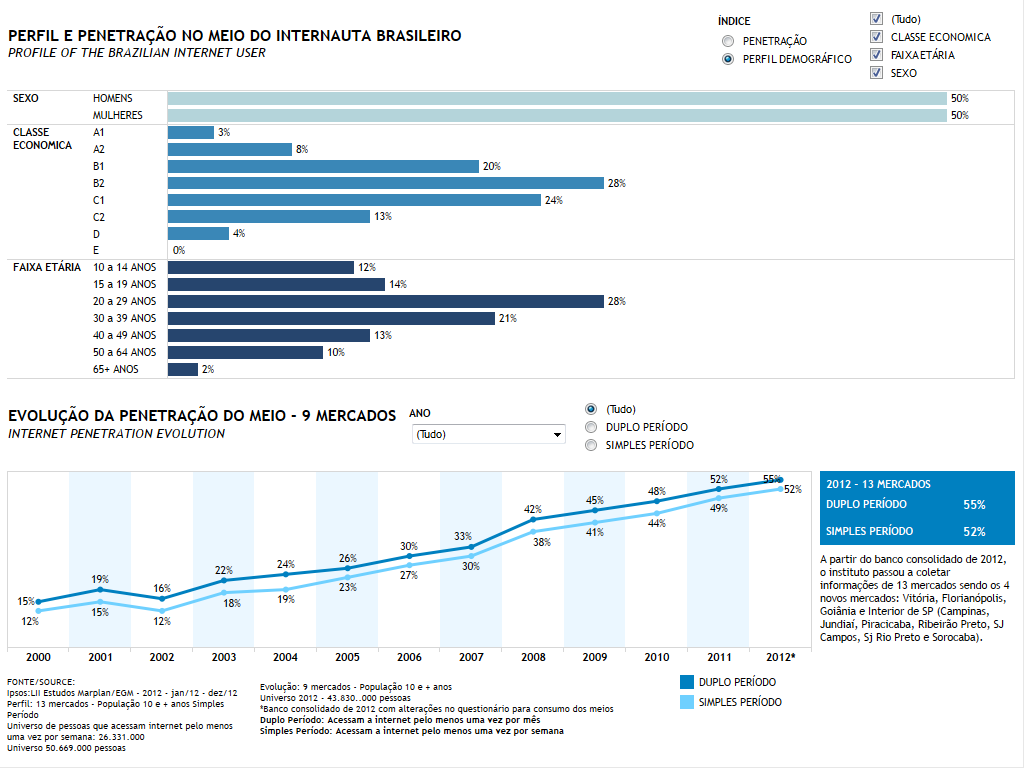 PERFIL E PENETRAÇÃO NO MEIO DO INTERNAUTA BRASILEIRO
PROFILE OF THE BRAZILIAN INTERNET USER
ÍNDICE
PENETRAÇÃO
PERFIL DEMOGRÁFICO
(Tudo)
CLASSE ECONOMICA
FAIXA ETÁRIA
SEXO
SEXO HOMENS 50%
MULHERES 50%
CLASSE ECONOMICA A1 3%
A2 8%
B1 20%
B2 28%
C1 24%
C2 13%
D 4%
E 0%
FAIXA ETÁRIA 10 a 14 ANOS 12%
15 a 19 ANOS 14%
20 a 29 ANOS 28%
30 a 39 ANOS 21%
40 a 49 ANOS 13%
50 a 64 ANOS 10%
65+ ANOS 2%
EVOLUÇÃO DA PENETRAÇÃO DO MEIO - 9 MERCADOS
INTERNET PENETRATION EVOLUTION
ANO
(Tudo)
(Tudo)
DUPLO PERÍODO
SIMPLES PERÍODO
15% 19% 16% 22% 24% 26% 30% 33% 42% 45% 48% 52% 55%
12% 15% 12% 18% 19% 23% 27% 30% 38% 41% 44% 49% 52%
2000 2001 2002 2003 2004 2005 2006 2007 2008 2009 2010 2011 2012*
2012 - 13 MERCADOS
DUPLO PERÍODO 55%
SIMPLES PERÍODO 52%
A partir do banco consolidado de 2012,
o instituto passou a coletar
informações de 13 mercados sendo os 4
novos mercados: Vitória, Florianópolis,
Goiânia e Interior de SP (Campinas,
Jundiaí, Piracicaba, Ribeirão Preto, SJ
Campos, Sj Rio Preto e Sorocaba).
FONTE/SOURCE:
Ipsos:LII Estudos Marplan/EGM - 2012 - jan/12 - dez/12
Perfil: 13 mercados - População 10 e + anos Simples
Período
Universo de pessoas que acessam internet pelo menos
uma vez por semana: 26.331.000
Universo 50.669.000 pessoas
Evolução: 9 mercados - População 10 e + anos
Universo 2012 - 43.830..000 pessoas
*Banco consolidado de 2012 com alterações no questionário para consumo dos meios
Duplo Período: Acessam a internet pelo menos uma vez por mês
Simples Período: Acessam a internet pelo menos uma vez por semana
DUPLO PERÍODO
SIMPLES PERÍODO